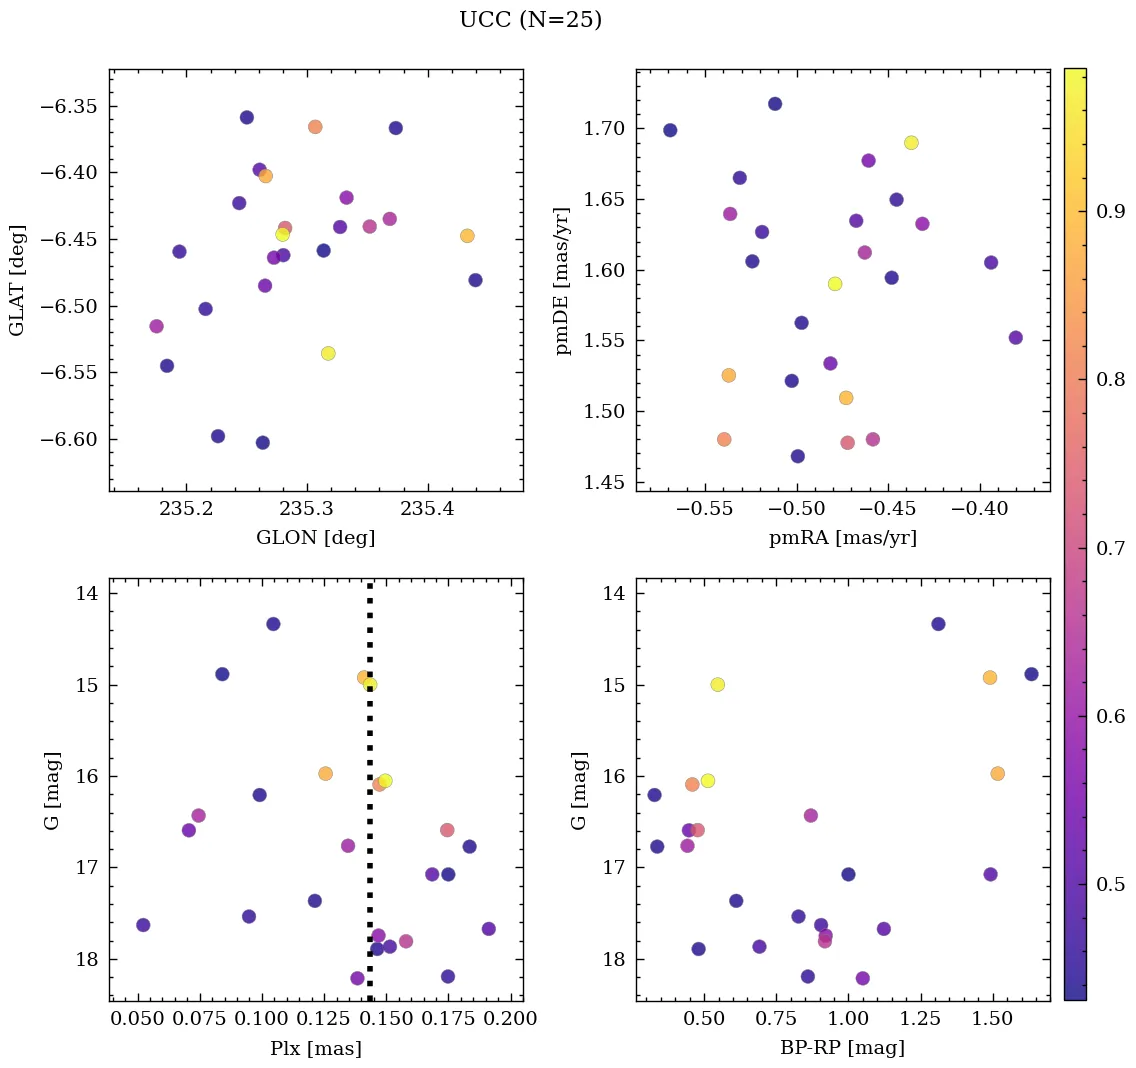 UCC (N=25)
−6.35
−6.40
−6.45
−6.50
−6.55
−6.60
GLAT [deg]
235.2 235.3 235.4
GLON [deg]
1.70
1.65
1.60
1.55
1.50
1.45
pmDE [mas/yr]
−0.55 −0.50 −0.45 −0.40
pmRA [mas/yr]
0.9
0.8
0.7
0.6
0.5
14
15
16
17
18
G [mag]
0.050 0.075 0.100 0.125 0.150 0.175 0.200
Plx [mas]
14
15
16
17
18
G [mag]
0.50 0.75 1.00 1.25 1.50
BP-RP [mag]